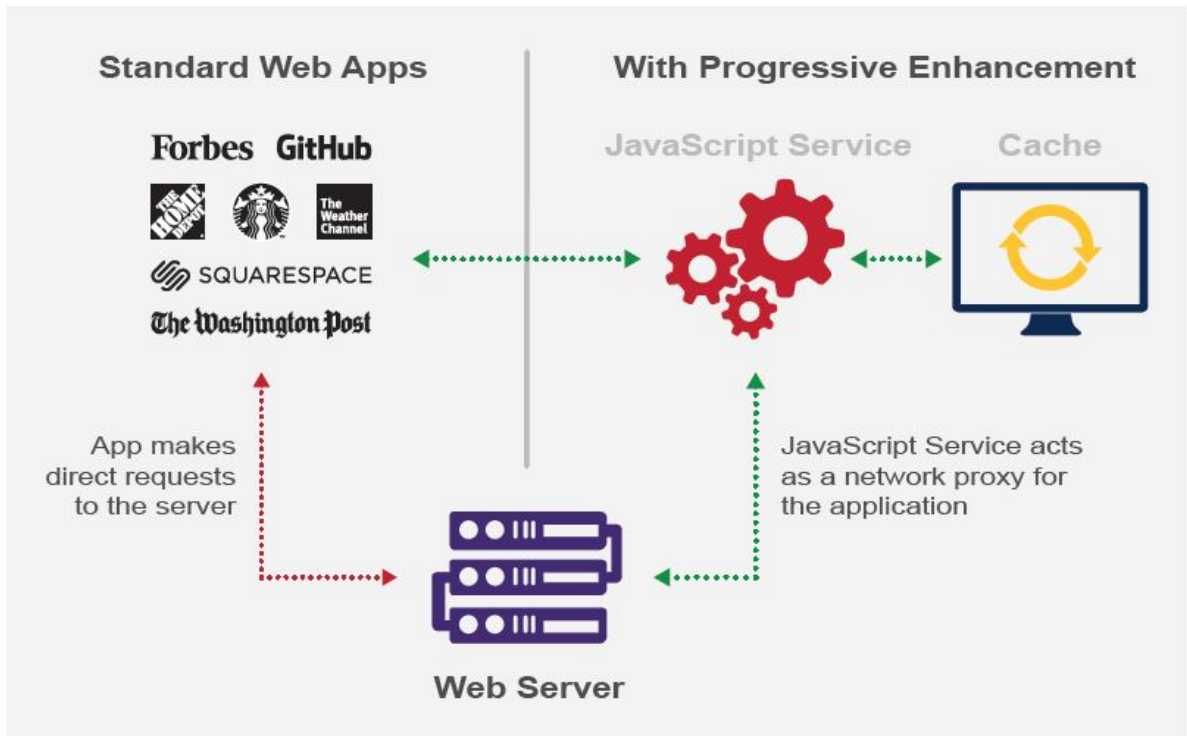 Standard Web Apps
With Progressive Enhancement
Forbes GitHub
THE HOME DEPOT
The Weather Channel
SQUARESPACE
The Washington Post
JavaScript Service
Cache
App makes
direct requests
to the server
JavaScript Service acts
as a network proxy for
the application
Web Server